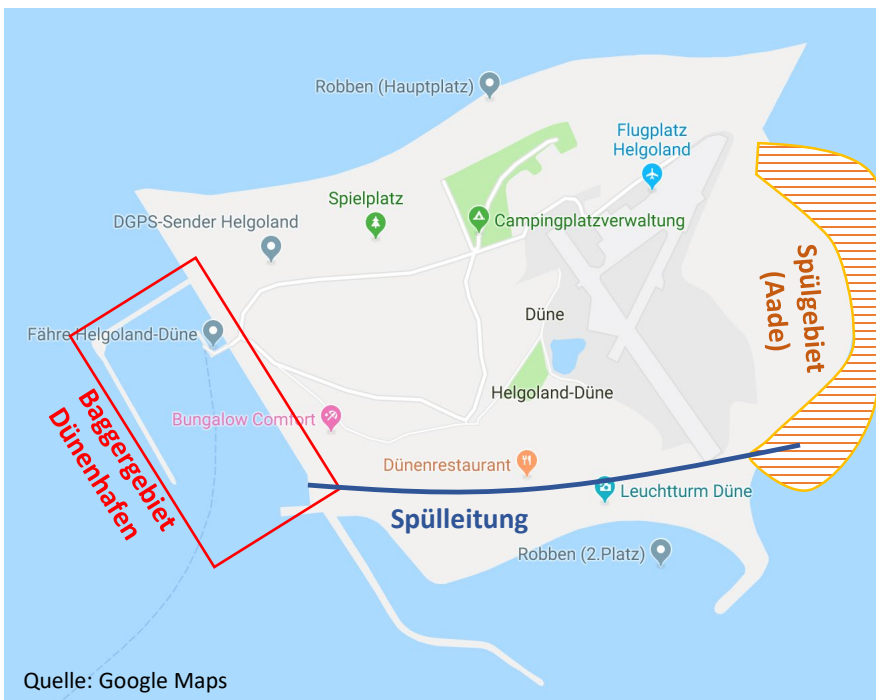 Robben (Hauptplatz)
Flugplatz
Helgoland
Spielplatz
DGPS-Sender Helgoland
Campingplatzverwaltung
Spülgebiet
(Aade)
Düne
Fähre Helgoland-Düne
Helgoland-Düne
Baggergebiet
Dünenhafen
Bungalow Comfort
Dünenrestaurant
Leuchtturm Düne
Spülleitung
Robben (2.Platz)
Quelle: Google Maps